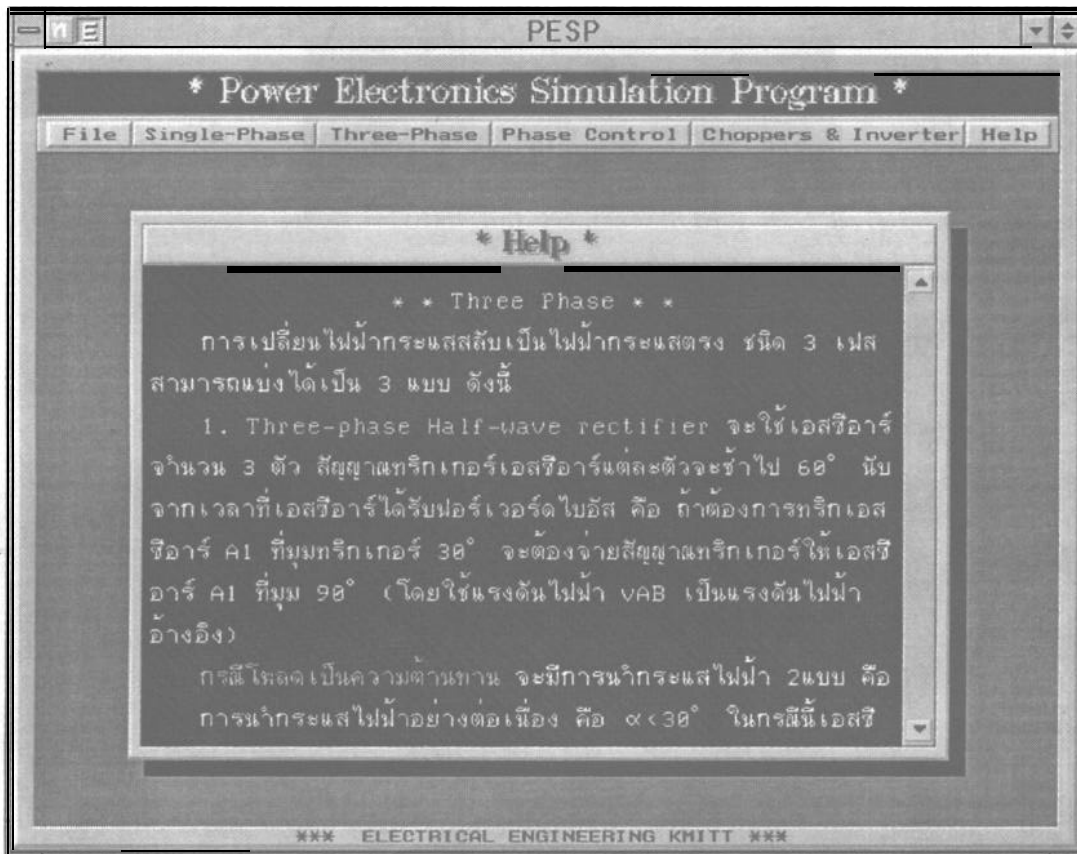 ก E PESP
* Power Electronics Simulation Program *
File Single-Phase Three-Phase Phase Control Choppers & Inverter Help
* Help *
* * Three Phase * *
การเปลี่ยนไฟฟ้ากระแสสลับเป็นไฟฟ้ากระแสตรง ชนิด 3 เฟส
สามารถแบ่งได้เป็น 3 แบบ ดังนี้
1. Three-phase Half-wave rectifier จะใช้เอสซีอาร์
จำนวน 3 ตัว สัญญาณทริกเกอร์เอสซีอาร์แต่ละตัวจะช้าไป 60° นับ
จากเวลาที่เอสซีอาร์ได้รับฟอร์เวอร์ดไบอัส คือ ถ้าต้องการทริกเอส
ซีอาร์ A1 ที่มุมทริกเกอร์ 30° จะต้องจ่ายสัญญาณทริกเกอร์ให้เอสซี
อาร์ A1 ที่มุม 90° (โดยใช้แรงดันไฟฟ้า vAB เป็นแรงดันไฟฟ้า
อ้างอิง)
กรณีโหลดเป็นความต้านทาน จะมีการนำกระแสไฟฟ้า 2แบบ คือ
การนำกระแสไฟฟ้าอย่างต่อเนื่อง คือ α<30° ในกรณีนี้เอสซี
*** ELECTRICAL ENGINEERING KMITT ***